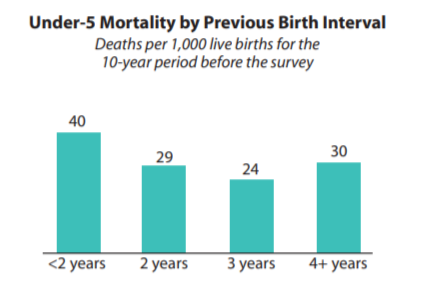 Under-5 Mortality by Previous Birth Interval
Deaths per 1,000 live births for the
10-year period before the survey
40
29
24
30
<2 years
2 years
3 years
4+ years